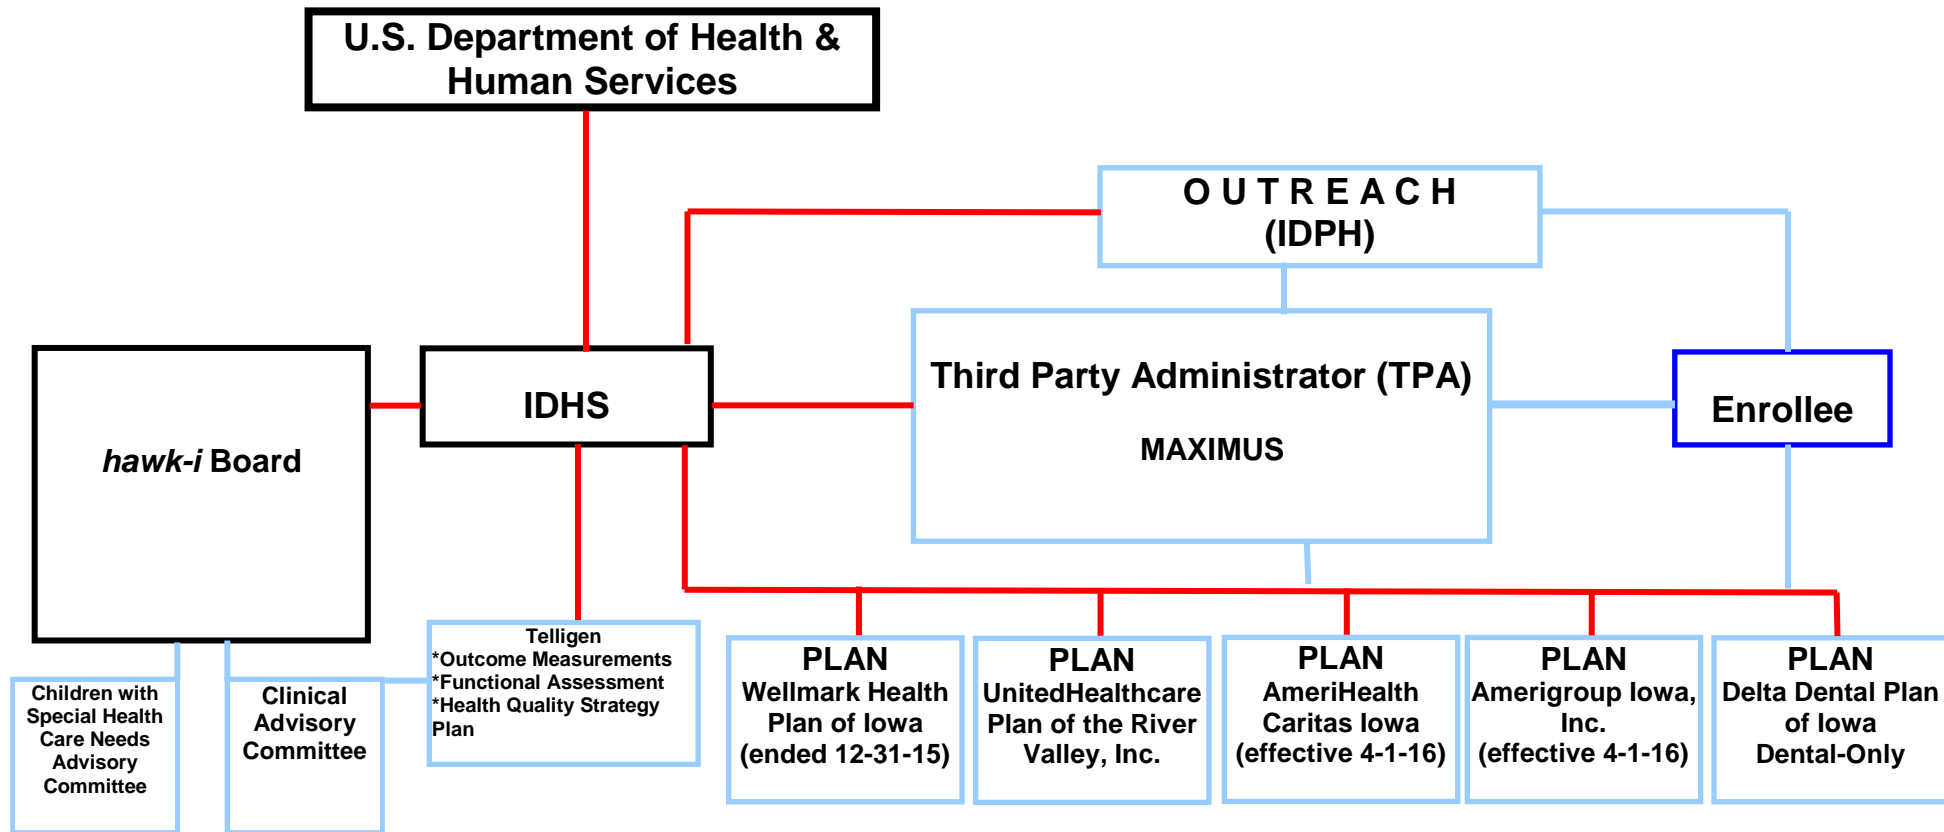 U.S. Department of Health &
Human Services
O U T R E A C H
(IDPH)
hawk-i Board
IDHS
Third Party Administrator (TPA)
MAXIMUS
Enrollee
Children with
Special Health
Care Needs
Advisory
Committee
Clinical
Advisory
Committee
Telligen
*Outcome Measurements
*Functional Assessment
*Health Quality Strategy
Plan
PLAN
Wellmark Health
Plan of Iowa
(ended 12-31-15)
PLAN
UnitedHealthcare
Plan of the River
Valley, Inc.
PLAN
AmeriHealth
Caritas Iowa
(effective 4-1-16)
PLAN
Amerigroup Iowa,
Inc.
(effective 4-1-16)
PLAN
Delta Dental Plan
of Iowa
Dental-Only